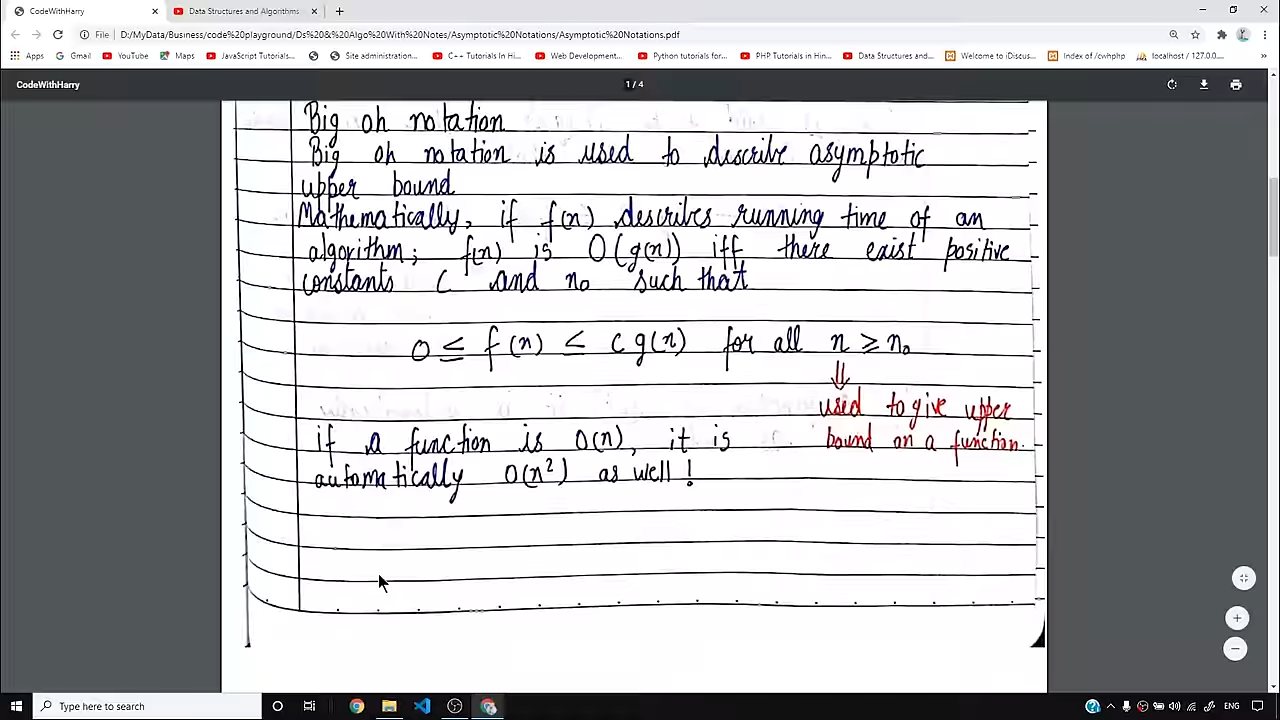 CodeWithHarry
Data Structures and Algorithms
File
D:/MyData/Business/code%20playground/Ds%20&%20Algo%20With%20Notes/Asymptotic%20Notations/Asymptotic%20Notations.pdf
Apps Gmail YouTube Maps JavaScript Tutorials... Site administration... C++ Tutorials In Hi... Web Development... Python tutorials for... PHP Tutorials in Hin... Data Structures and... Welcome to iDiscus... Index of /cwhphp localhost / 127.0.0...
CodeWithHarry 1 / 4
Big oh notation
Big oh notation is used to describe asymptotic
upper bound
Mathematically, if f(n) describes running time of an
algorithm; f(n) is O(g(n)) iff there exist positive
constants C and n₀ such that
0 ≤ f(n) ≤ c g(n) for all n ≥ n₀
⇓
used to give upper
bound on a function.
if a function is O(n), it is
automatically O(n²) as well!
Type here to search
ENG